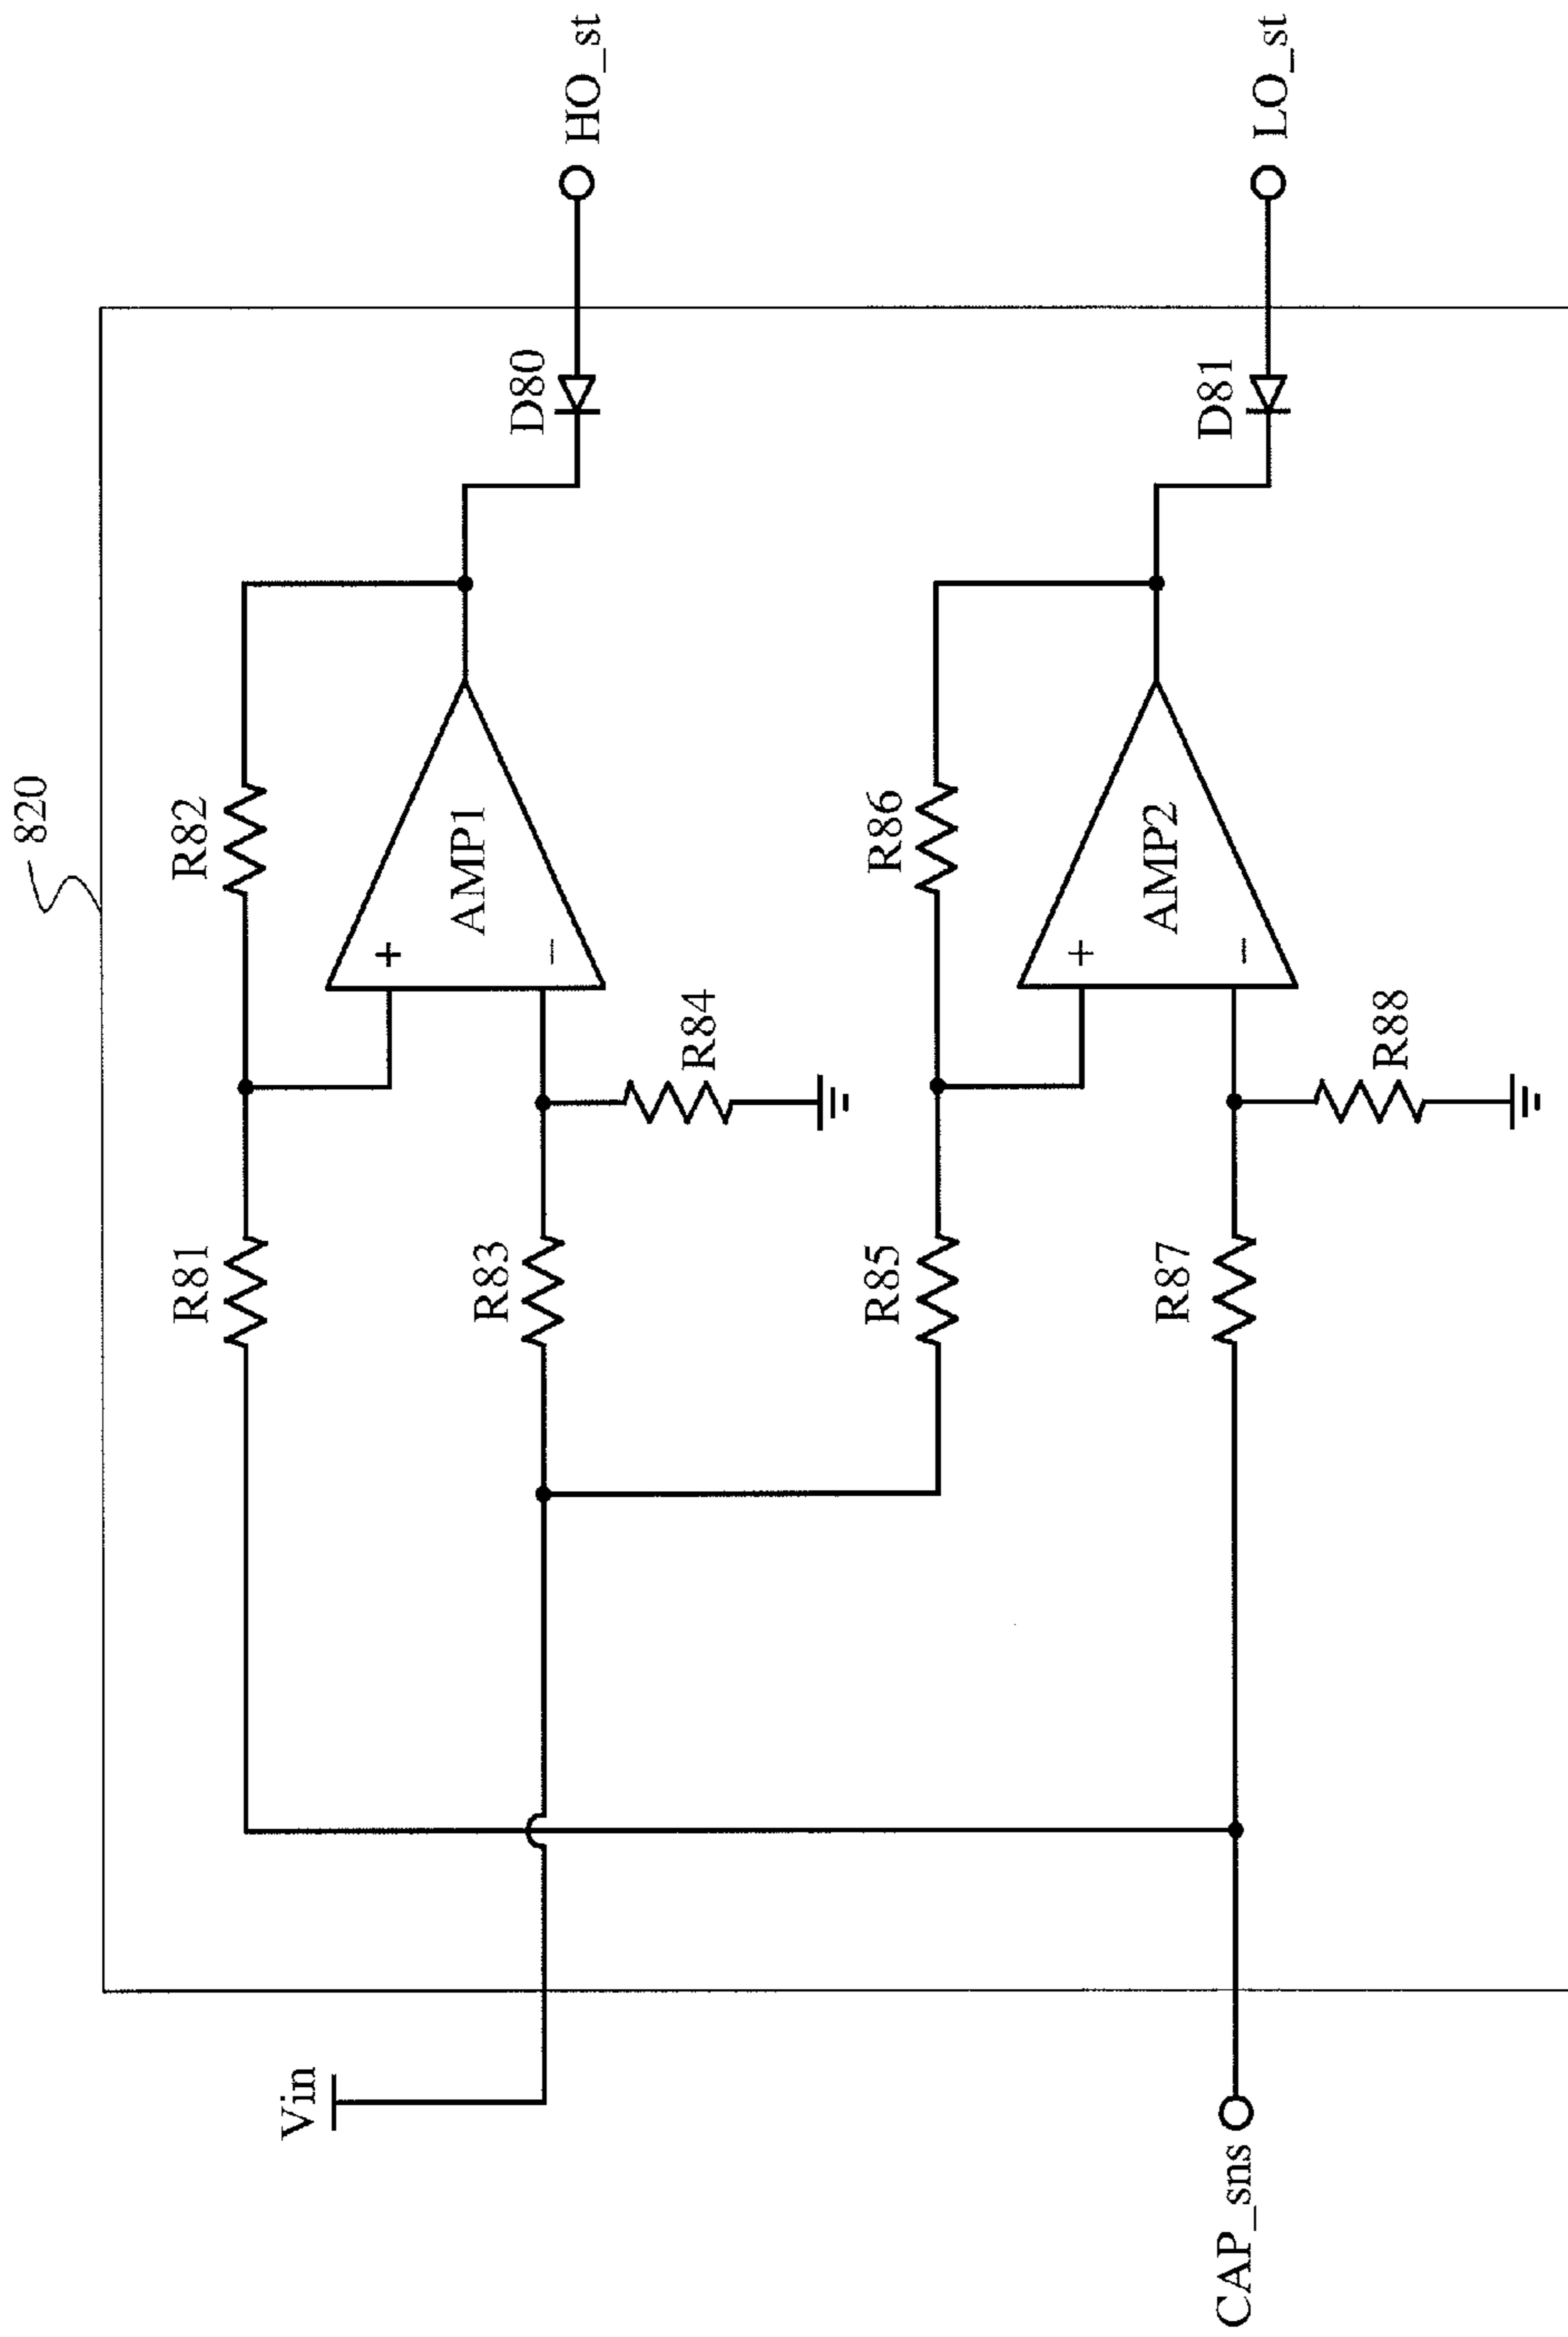 820
R81
R82
+
AMP1
−
D80
HO_st
Vin
R83
R84
R85
R86
+
AMP2
−
D81
LO_st
CAP_sns
R87
R88